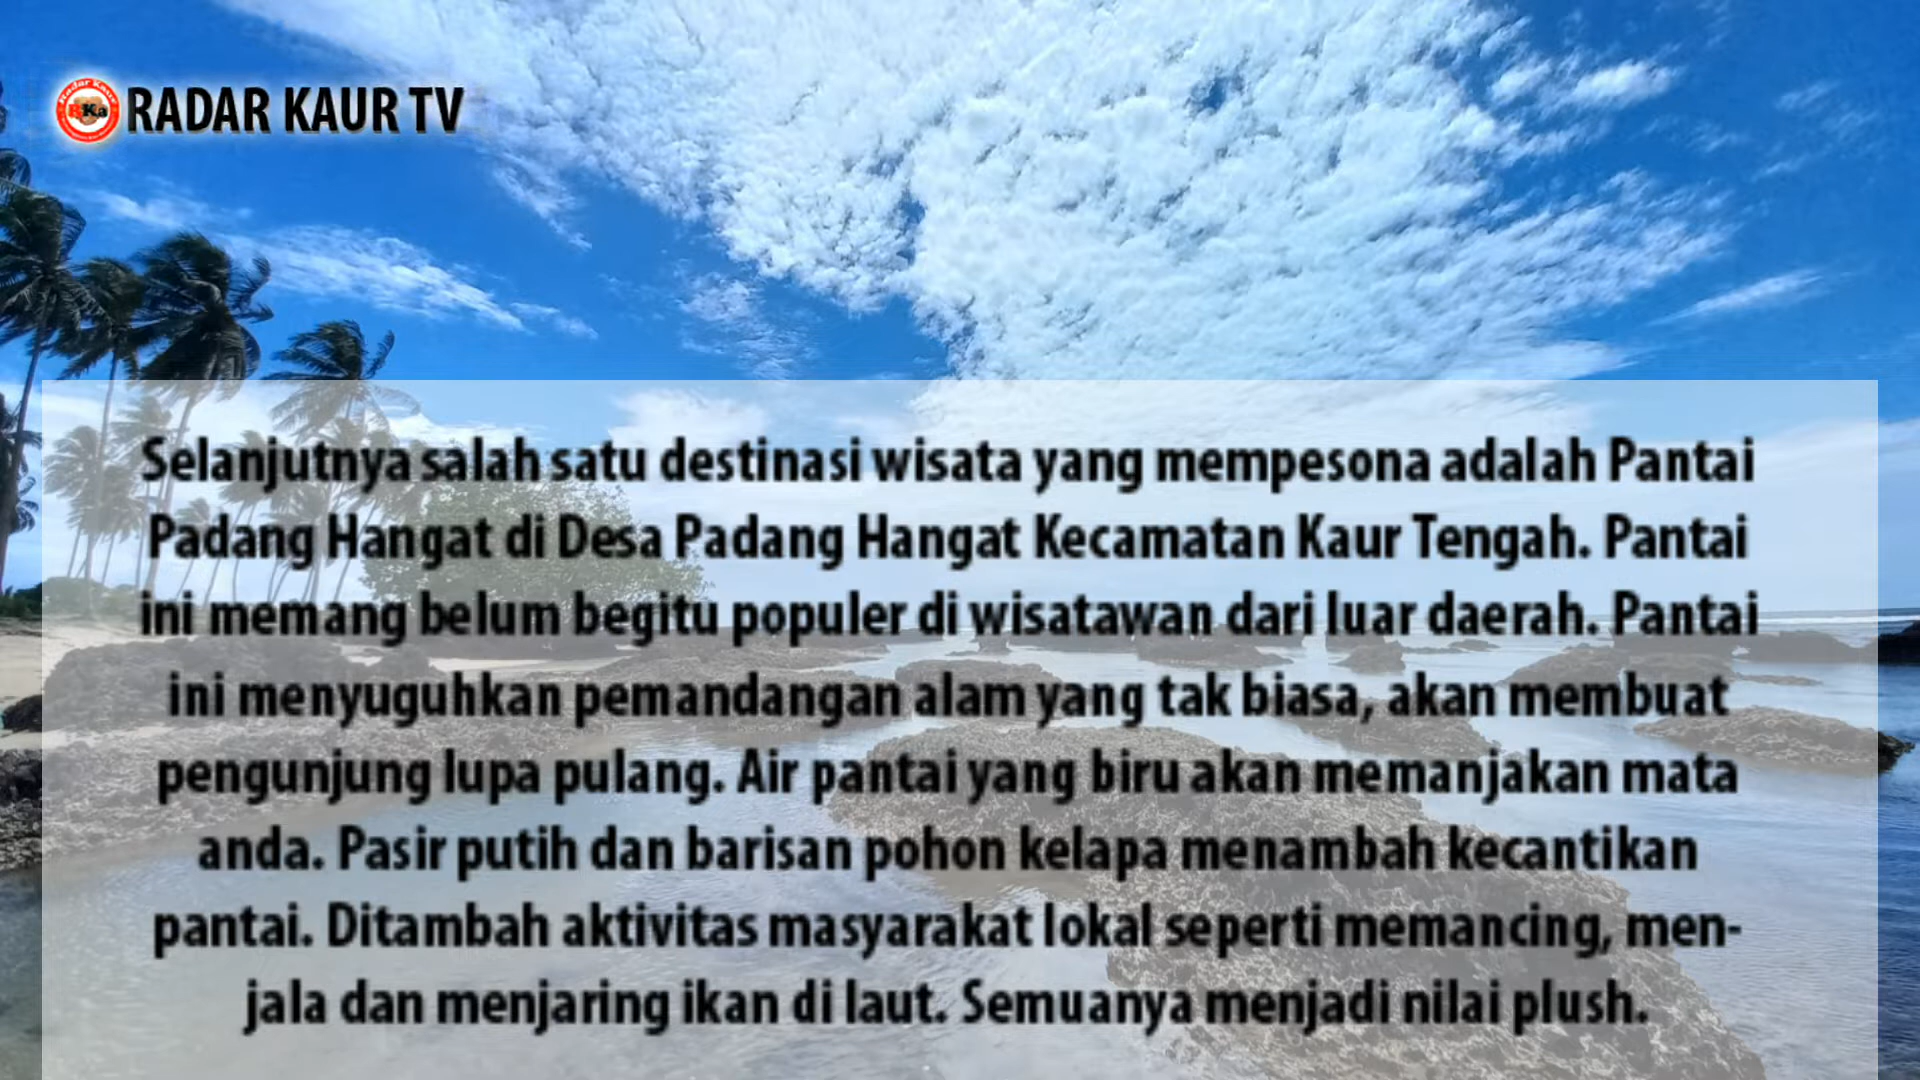 RADAR KAUR TV
Selanjutnya salah satu destinasi wisata yang mempesona adalah Pantai
Padang Hangat di Desa Padang Hangat Kecamatan Kaur Tengah. Pantai
ini memang belum begitu populer di wisatawan dari luar daerah. Pantai
ini menyuguhkan pemandangan alam yang tak biasa, akan membuat
pengunjung lupa pulang. Air pantai yang biru akan memanjakan mata
anda. Pasir putih dan barisan pohon kelapa menambah kecantikan
pantai. Ditambah aktivitas masyarakat lokal seperti memancing, men-
jala dan menjaring ikan di laut. Semuanya menjadi nilai plush.